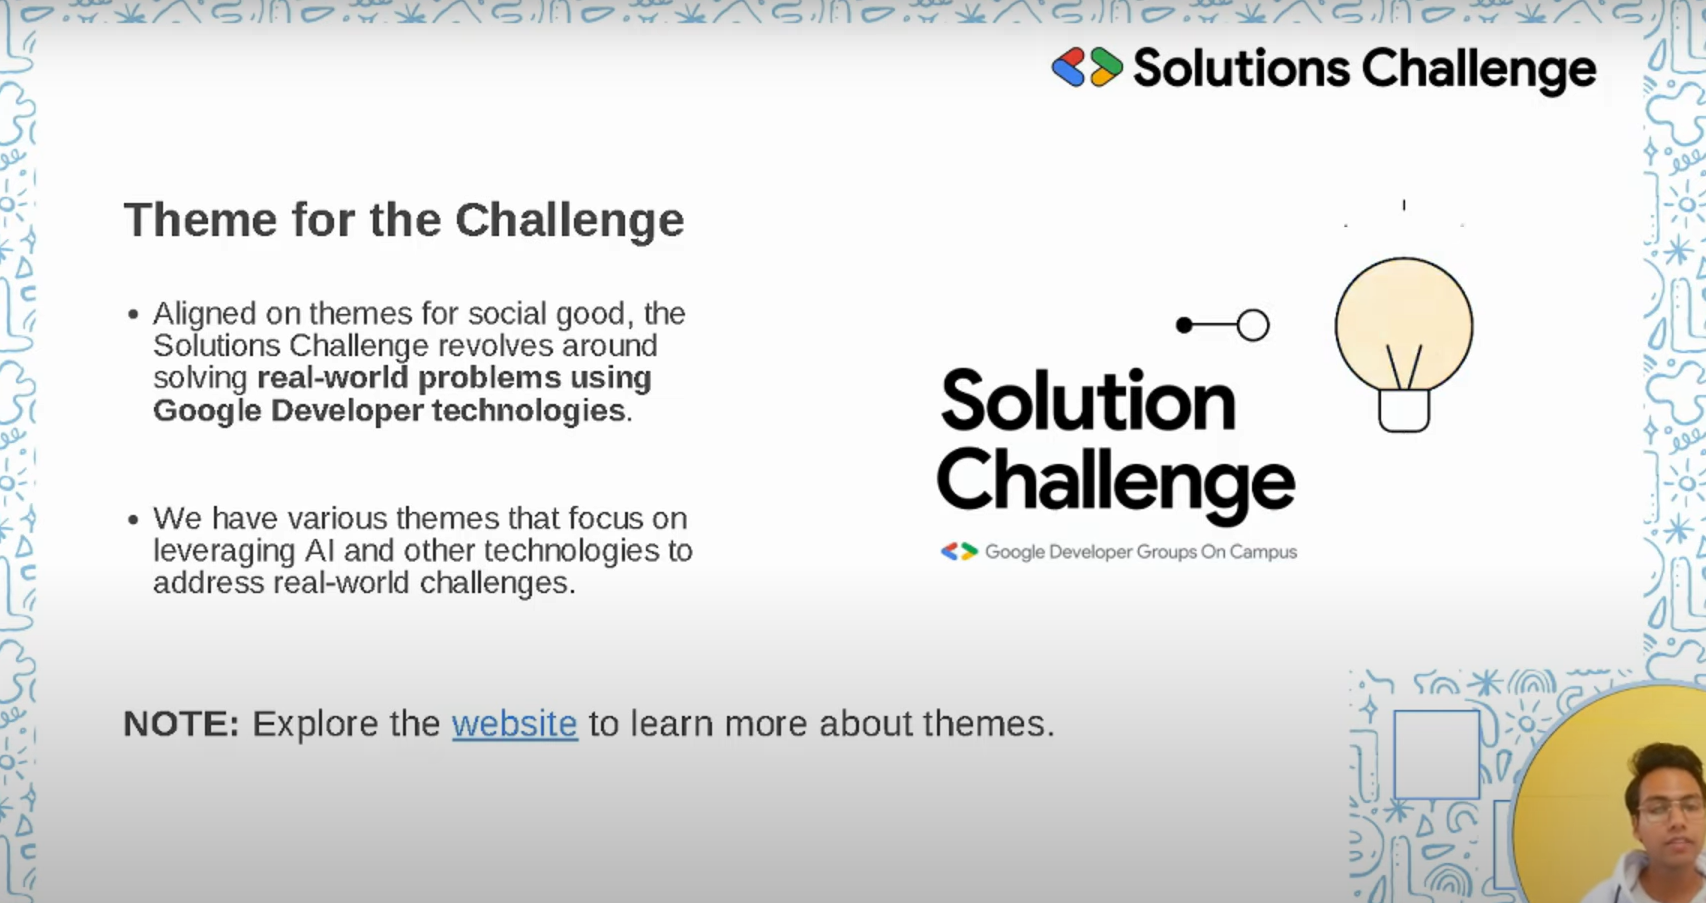 Solutions Challenge
Theme for the Challenge
• Aligned on themes for social good, the
Solutions Challenge revolves around
solving real-world problems using
Google Developer technologies.
• We have various themes that focus on
leveraging AI and other technologies to
address real-world challenges.
NOTE: Explore the website to learn more about themes.
Solution
Challenge
Google Developer Groups On Campus